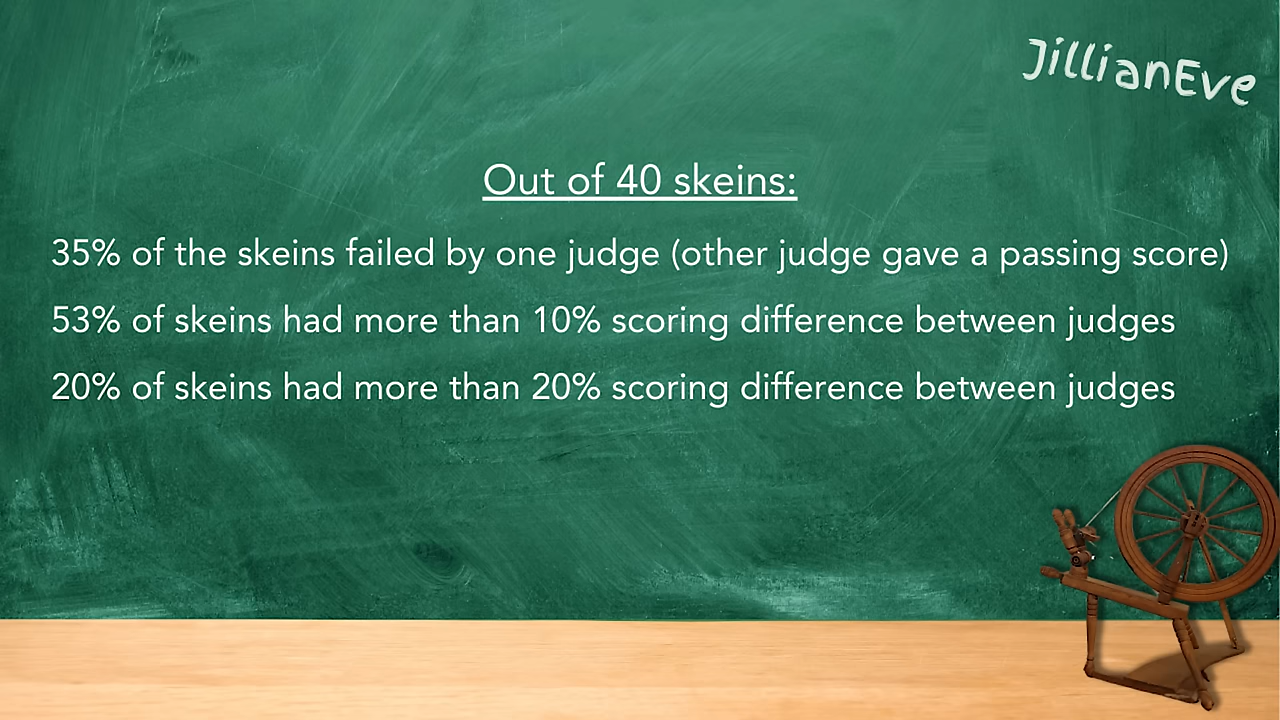 JillianEve
Out of 40 skeins:
35% of the skeins failed by one judge (other judge gave a passing score)
53% of skeins had more than 10% scoring difference between judges
20% of skeins had more than 20% scoring difference between judges